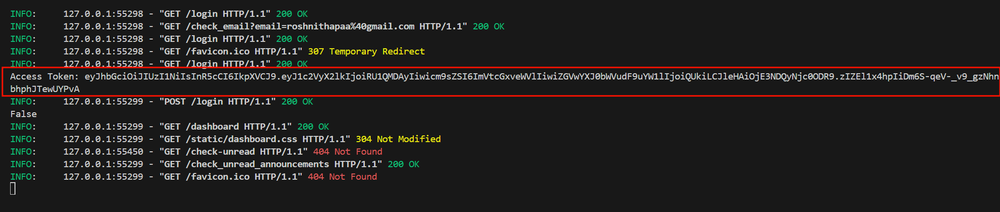 INFO:     127.0.0.1:55298 - "GET /login HTTP/1.1" 200 OK
INFO:     127.0.0.1:55298 - "GET /check_email?email=roshnithapaa%40gmail.com HTTP/1.1" 200 OK
INFO:     127.0.0.1:55298 - "GET /login HTTP/1.1" 200 OK
INFO:     127.0.0.1:55298 - "GET /favicon.ico HTTP/1.1" 307 Temporary Redirect
INFO:     127.0.0.1:55298 - "GET /login HTTP/1.1" 200 OK
Access Token: eyJhbGciOiJIUzI1NiIsInR5cCI6IkpXVCJ9.eyJ1c2VyX2lkIjoiRU1QMDAyIiwicm9sZSI6ImVtcGxveWVlIiwiZGVwYXJ0bWVudF9uYW1lIjoiQUkiLCJleHAiOjE3NDQyNjc0ODR9.zIZEl1x4hpIiDm6S-qeV-_v9_gzNhn
bhphJTewUYPvA
INFO:     127.0.0.1:55299 - "POST /login HTTP/1.1" 200 OK
False
INFO:     127.0.0.1:55299 - "GET /dashboard HTTP/1.1" 200 OK
INFO:     127.0.0.1:55299 - "GET /static/dashboard.css HTTP/1.1" 304 Not Modified
INFO:     127.0.0.1:55450 - "GET /check-unread HTTP/1.1" 404 Not Found
INFO:     127.0.0.1:55299 - "GET /check_unread_announcements HTTP/1.1" 200 OK
INFO:     127.0.0.1:55299 - "GET /favicon.ico HTTP/1.1" 404 Not Found